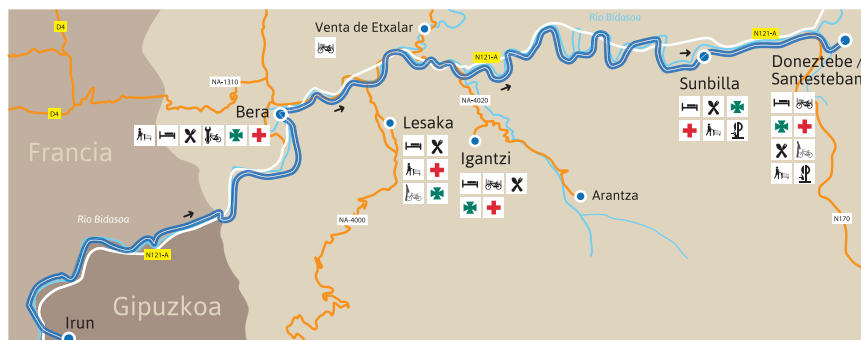 D4
Venta de Etxalar
Río Bidasoa
N121-A
N121-A
Doneztebe /
Santesteban
NA-1310
Sunbilla
NA-4020
Bera
D4
Lesaka
Igantzi
Francia
Arantza
Río Bidasoa
NA-4000
N170
N121-A
Gipuzkoa
Irun